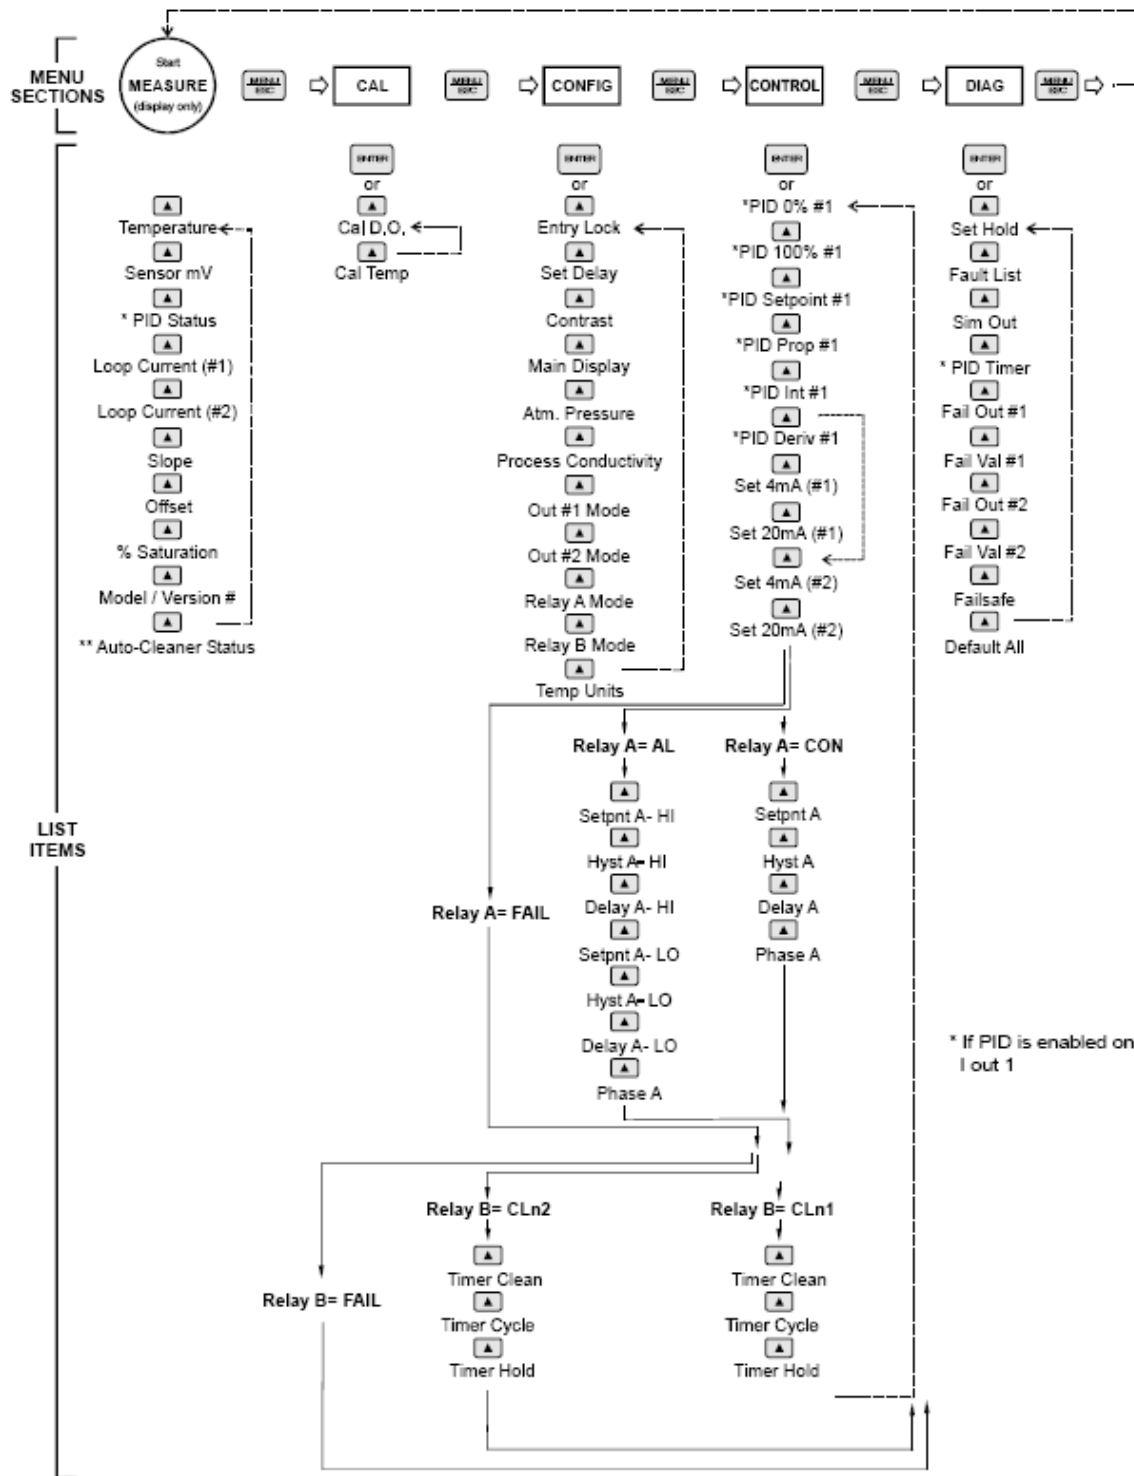 MENU
SECTIONS
Start
MEASURE
(display only)
MENU
ESC
CAL
MENU
ESC
CONFIG
MENU
ESC
CONTROL
MENU
ESC
DIAG
MENU
ESC
LIST
ITEMS
Temperature
Sensor mV
* PID Status
Loop Current (#1)
Loop Current (#2)
Slope
Offset
% Saturation
Model / Version #
** Auto-Cleaner Status
ENTER
or
Cal D.O.
Cal Temp
ENTER
or
Entry Lock
Set Delay
Contrast
Main Display
Atm. Pressure
Process Conductivity
Out #1 Mode
Out #2 Mode
Relay A Mode
Relay B Mode
Temp Units
ENTER
or
*PID 0% #1
*PID 100% #1
*PID Setpoint #1
*PID Prop #1
*PID Int #1
*PID Deriv #1
Set 4mA (#1)
Set 20mA (#1)
Set 4mA (#2)
Set 20mA (#2)
ENTER
or
Set Hold
Fault List
Sim Out
* PID Timer
Fail Out #1
Fail Val #1
Fail Out #2
Fail Val #2
Failsafe
Default All
Relay A= FAIL
Relay A= AL
Setpnt A- HI
Hyst A- HI
Delay A- HI
Setpnt A- LO
Hyst A- LO
Delay A- LO
Phase A
Relay A= CON
Setpnt A
Hyst A
Delay A
Phase A
* If PID is enabled on
I out 1
Relay B= FAIL
Relay B= CLn2
Timer Clean
Timer Cycle
Timer Hold
Relay B= CLn1
Timer Clean
Timer Cycle
Timer Hold